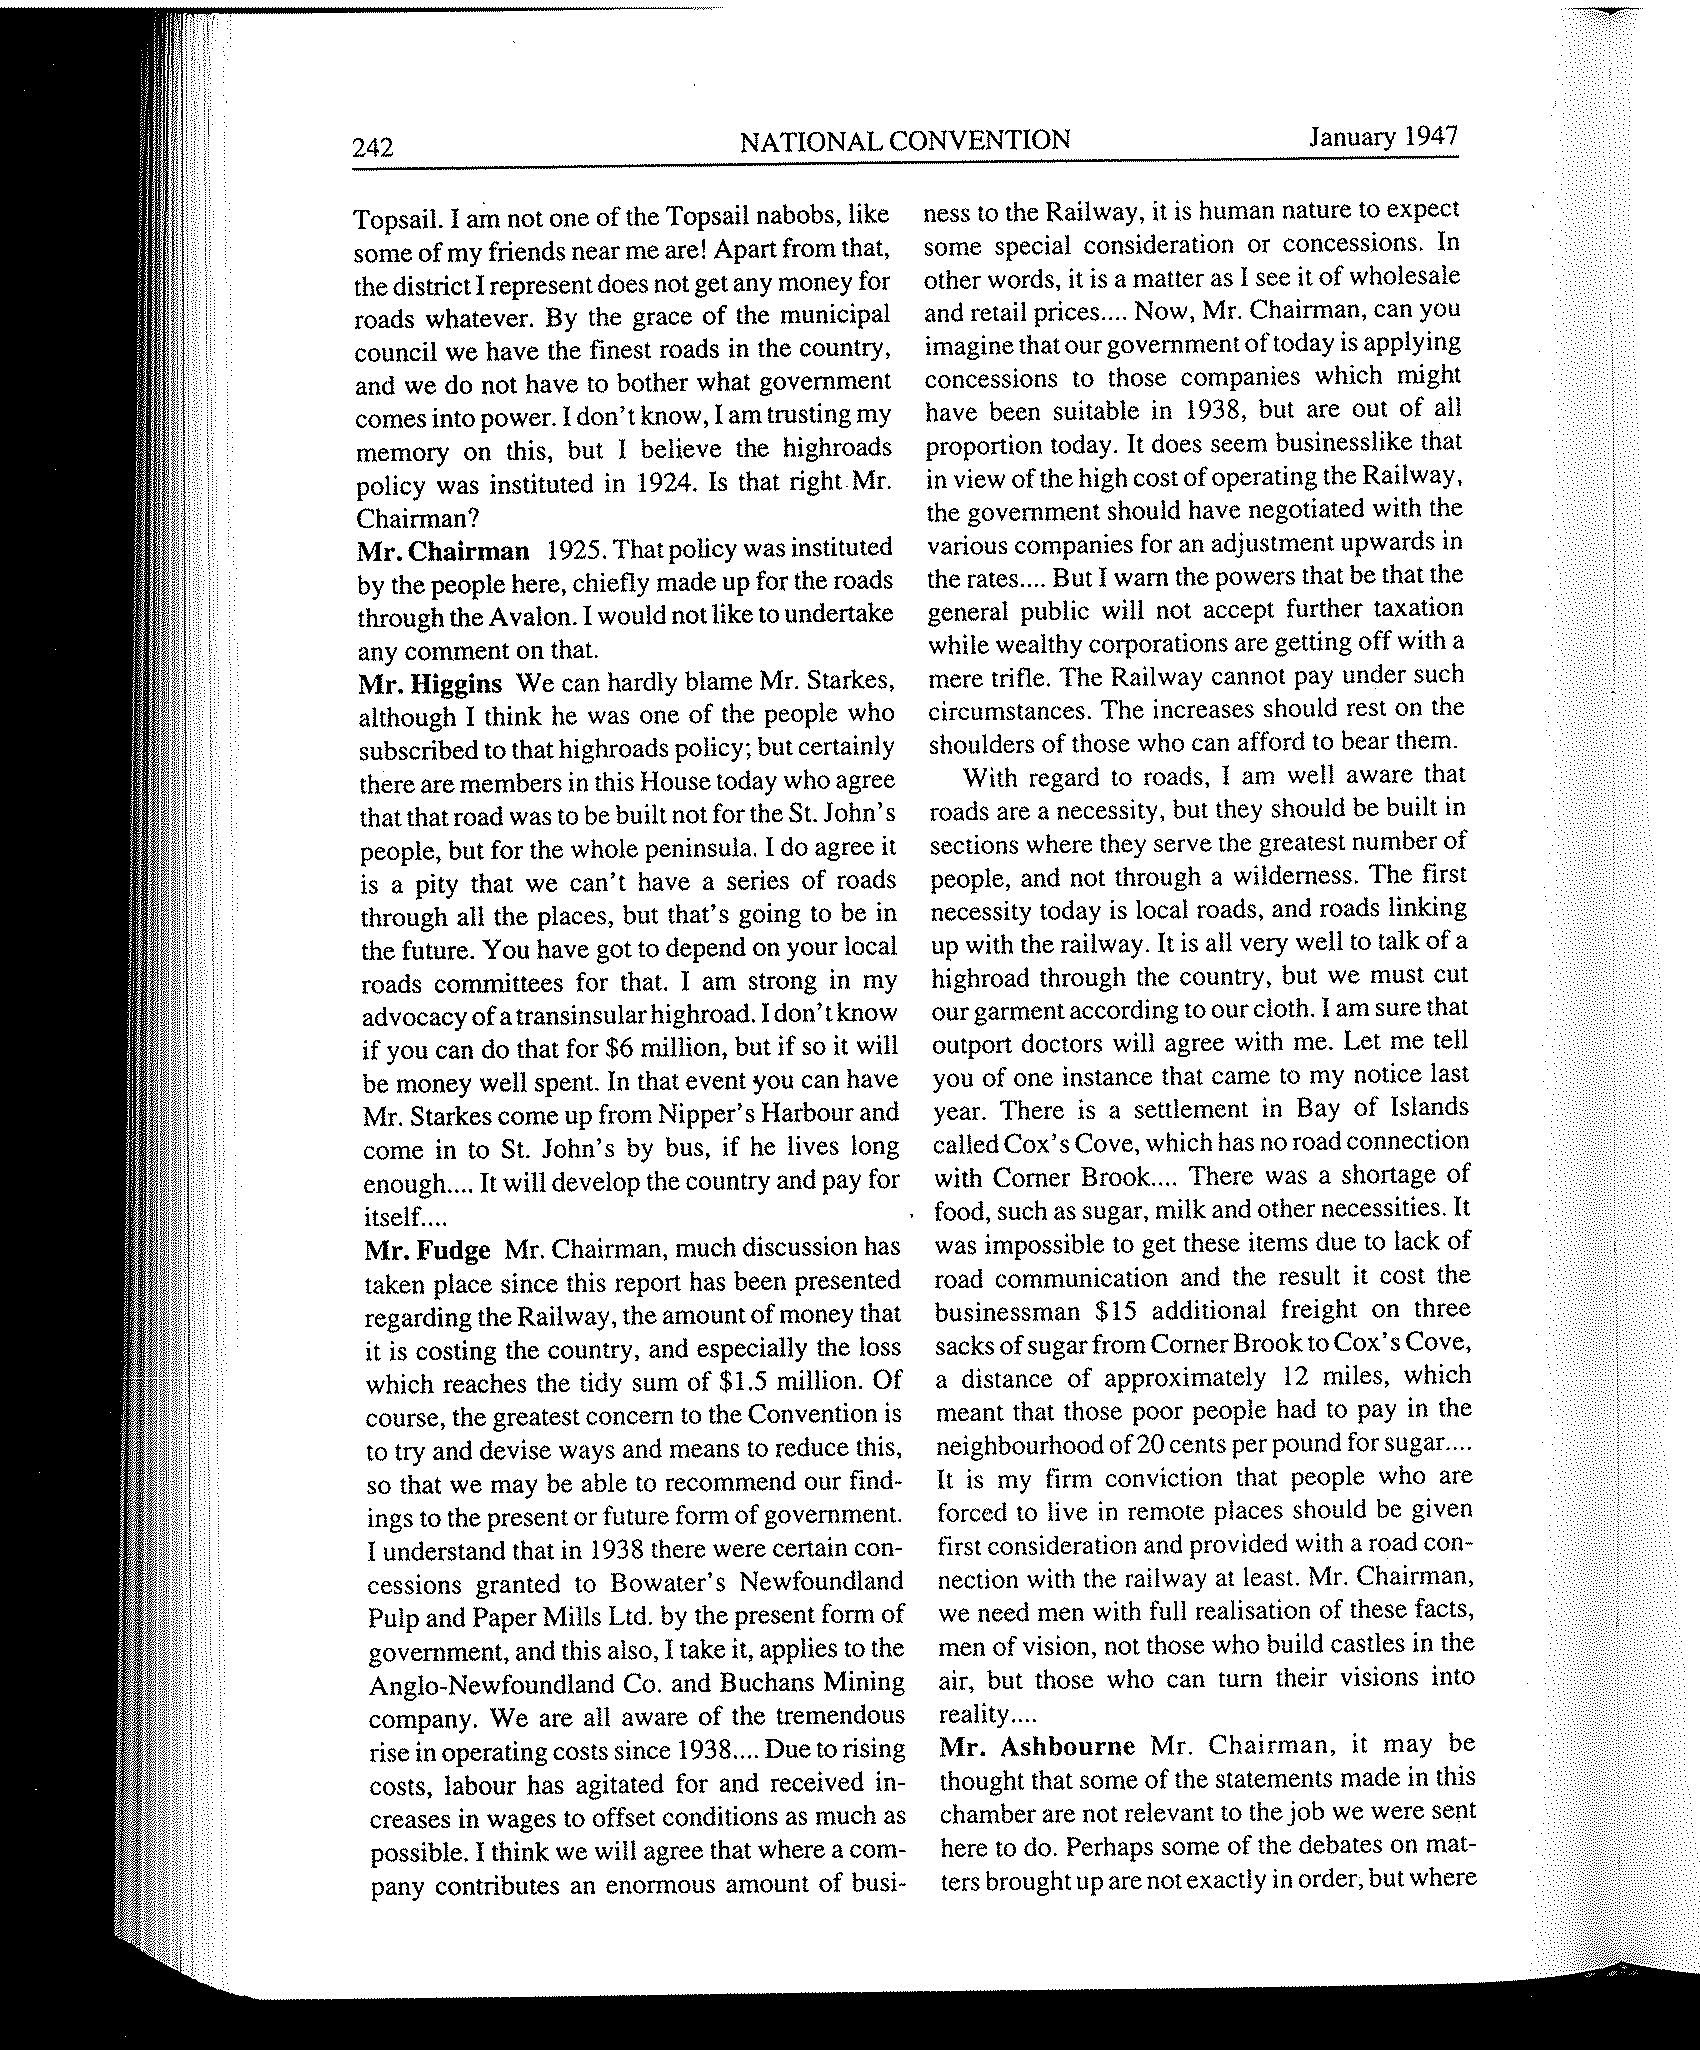 242
NATIONAL CONVENTION
January 1947
Topsail. I am not one of the Topsail nabobs, like
some of my friends near me are! Apart from that,
the district I represent does not get any money for
roads whatever. By the grace of the municipal
council we have the finest roads in the country,
and we do not have to bother what government
comes into power. I don't know, I am trusting my
memory on this, but I believe the highroads
policy was instituted in 1924. Is that right Mr.
Chairman?
Mr. Chairman 1925. That policy was instituted
by the people here, chiefly made up for the roads
through the Avalon. I would not like to undertake
any comment on that.
Mr. Higgins We can hardly blame Mr. Starkes,
although I think he was one of the people who
subscribed to that highroads policy; but certainly
there are members in this House today who agree
that that road was to be built not for the St. John's
people, but for the whole peninsula. I do agree it
is a pity that we can't have a series of roads
through all the places, but that's going to be in
the future. You have got to depend on your local
roads committees for that. I am strong in my
advocacy of a transinsular highroad. I don't know
if you can do that for $6 million, but if so it will
be money well spent. In that event you can have
Mr. Starkes come up from Nipper's Harbour and
come in to St. John's by bus, if he lives long
enough.... It will develop the country and pay for
itself....
Mr. Fudge Mr. Chairman, much discussion has
taken place since this report has been presented
regarding the Railway, the amount of money that
it is costing the country, and especially the loss
which reaches the tidy sum of $1.5 million. Of
course, the greatest concern to the Convention is
to try and devise ways and means to reduce this,
so that we may be able to recommend our find-
ings to the present or future form of government.
I understand that in 1938 there were certain con-
cessions granted to Bowater's Newfoundland
Pulp and Paper Mills Ltd. by the present form of
government, and this also, I take it, applies to the
Anglo-Newfoundland Co. and Buchans Mining
company. We are all aware of the tremendous
rise in operating costs since 1938.... Due to rising
costs, labour has agitated for and received in-
creases in wages to offset conditions as much as
possible. I think we will agree that where a com-
pany contributes an enormous amount of busi-
ness to the Railway, it is human nature to expect
some special consideration or concessions. In
other words, it is a matter as I see it of wholesale
and retail prices.... Now, Mr. Chairman, can you
imagine that our government of today is applying
concessions to those companies which might
have been suitable in 1938, but are out of all
proportion today. It does seem businesslike that
in view of the high cost of operating the Railway,
the government should have negotiated with the
various companies for an adjustment upwards in
the rates.... But I warn the powers that be that the
general public will not accept further taxation
while wealthy corporations are getting off with a
mere trifle. The Railway cannot pay under such
circumstances. The increases should rest on the
shoulders of those who can afford to bear them.
With regard to roads, I am well aware that
roads are a necessity, but they should be built in
sections where they serve the greatest number of
people, and not through a wilderness. The first
necessity today is local roads, and roads linking
up with the railway. It is all very well to talk of a
highroad through the country, but we must cut
our garment according to our cloth. I am sure that
outport doctors will agree with me. Let me tell
you of one instance that came to my notice last
year. There is a settlement in Bay of Islands
called Cox's Cove, which has no road connection
with Corner Brook.... There was a shortage of
food, such as sugar, milk and other necessities. It
was impossible to get these items due to lack of
road communication and the result it cost the
businessman $15 additional freight on three
sacks of sugar from Corner Brook to Cox's Cove,
a distance of approximately 12 miles, which
meant that those poor people had to pay in the
neighbourhood of 20 cents per pound for sugar....
It is my firm conviction that people who are
forced to live in remote places should be given
first consideration and provided with a road con-
nection with the railway at least. Mr. Chairman,
we need men with full realisation of these facts,
men of vision, not those who build castles in the
air, but those who can turn their visions into
reality....
Mr. Ashbourne Mr. Chairman, it may be
thought that some of the statements made in this
chamber are not relevant to the job we were sent
here to do. Perhaps some of the debates on mat-
ters brought up are not exactly in order, but where